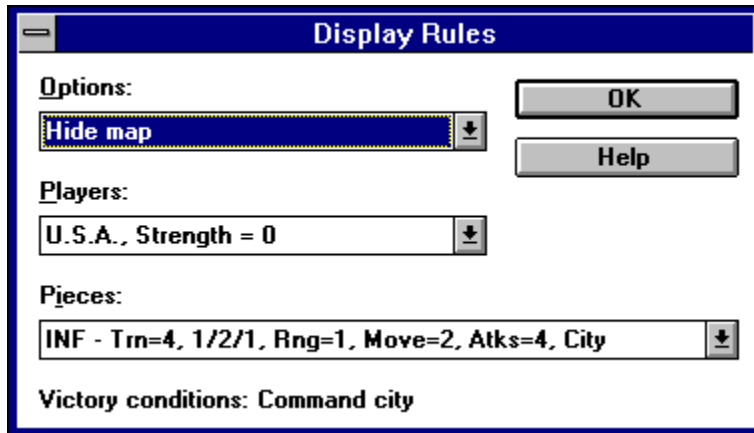 Display Rules
Options:
OK
Hide map
Help
Players:
U.S.A., Strength = 0
Pieces:
INF - Trn=4, 1/2/1, Rng=1, Move=2, Atks=4, City
Victory conditions: Command city